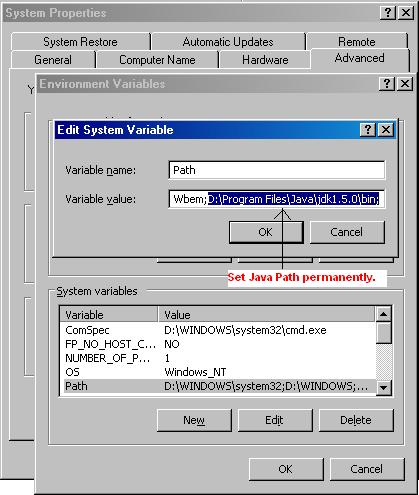 System Properties
System Restore Automatic Updates Remote
General Computer Name Hardware Advanced
Environment Variables
Edit System Variable
Variable name: Path
Variable value: Wbem;D:\Program Files\Java\jdk1.5.0\bin;
OK Cancel
Set Java Path permanently.
System variables
Variable Value
ComSpec D:\WINDOWS\system32\cmd.exe
FP_NO_HOST_C... NO
NUMBER_OF_P... 1
OS Windows_NT
Path D:\WINDOWS\system32;D:\WINDOWS;...
New Edit Delete
OK Cancel